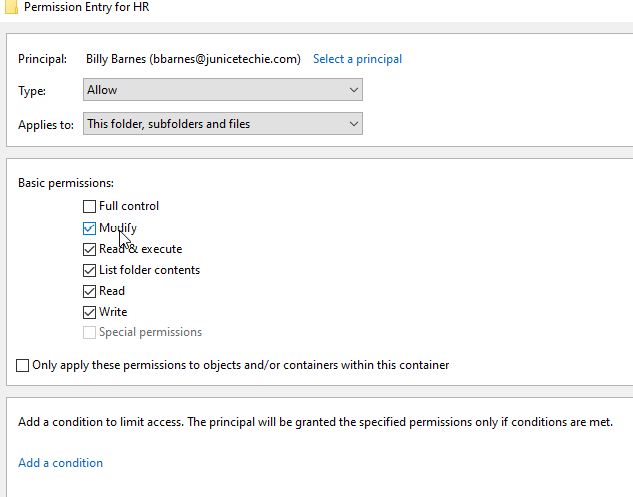 Permission Entry for HR
Principal: Billy Barnes (bbarnes@junicetechie.com) Select a principal
Type: Allow
Applies to: This folder, subfolders and files
Basic permissions:
Full control
Modify
Read & execute
List folder contents
Read
Write
Special permissions
Only apply these permissions to objects and/or containers within this container
Add a condition to limit access. The principal will be granted the specified permissions only if conditions are met.
Add a condition